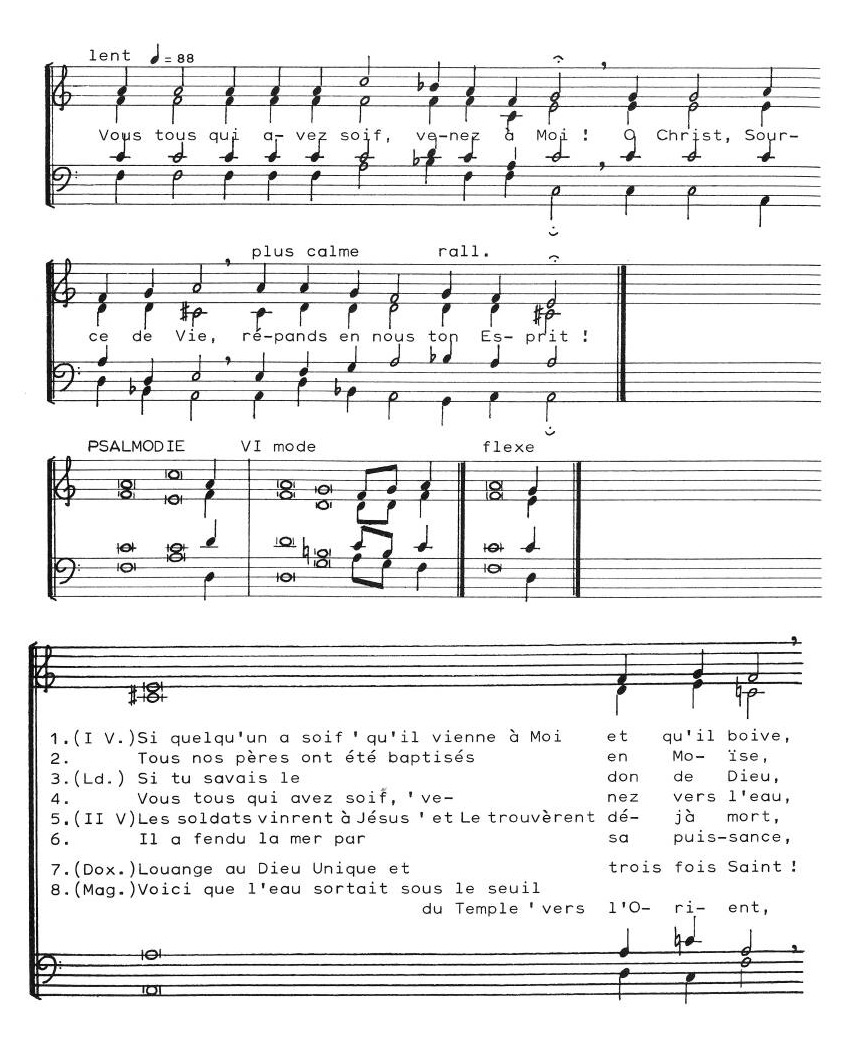 lent ♩ = 88
Vous tous qui a- vez soif, ve-nez à Moi ! O Christ, Sour-
plus calme rall.
ce de Vie, ré-pands en nous ton Es- prit !
PSALMODIE VI mode flexe
1.(I V.)Si quelqu'un a soif ' qu'il vienne à Moi et qu'il boive,
2. Tous nos pères ont été baptisés en Mo- ïse,
3.(Ld.) Si tu savais le don de Dieu,
4. Vous tous qui avez soif, ' ve- nez vers l'eau,
5.(II V)Les soldats vinrent à Jésus ' et Le trouvèrent dé- jà mort,
6. Il a fendu la mer par sa puis-sance,
7.(Dox.)Louange au Dieu Unique et trois fois Saint !
8.(Mag.)Voici que l'eau sortait sous le seuil
du Temple ' vers l'O- ri- ent,